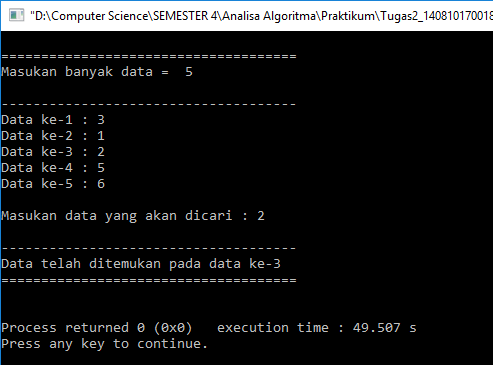 "D:\Computer Science\SEMESTER 4\Analisa Algoritma\Praktikum\Tugas2_140810170018
=====================================
Masukan banyak data =  5
-------------------------------------
Data ke-1 : 3
Data ke-2 : 1
Data ke-3 : 2
Data ke-4 : 5
Data ke-5 : 6
Masukan data yang akan dicari : 2
-------------------------------------
Data telah ditemukan pada data ke-3
=====================================
Process returned 0 (0x0)   execution time : 49.507 s
Press any key to continue.